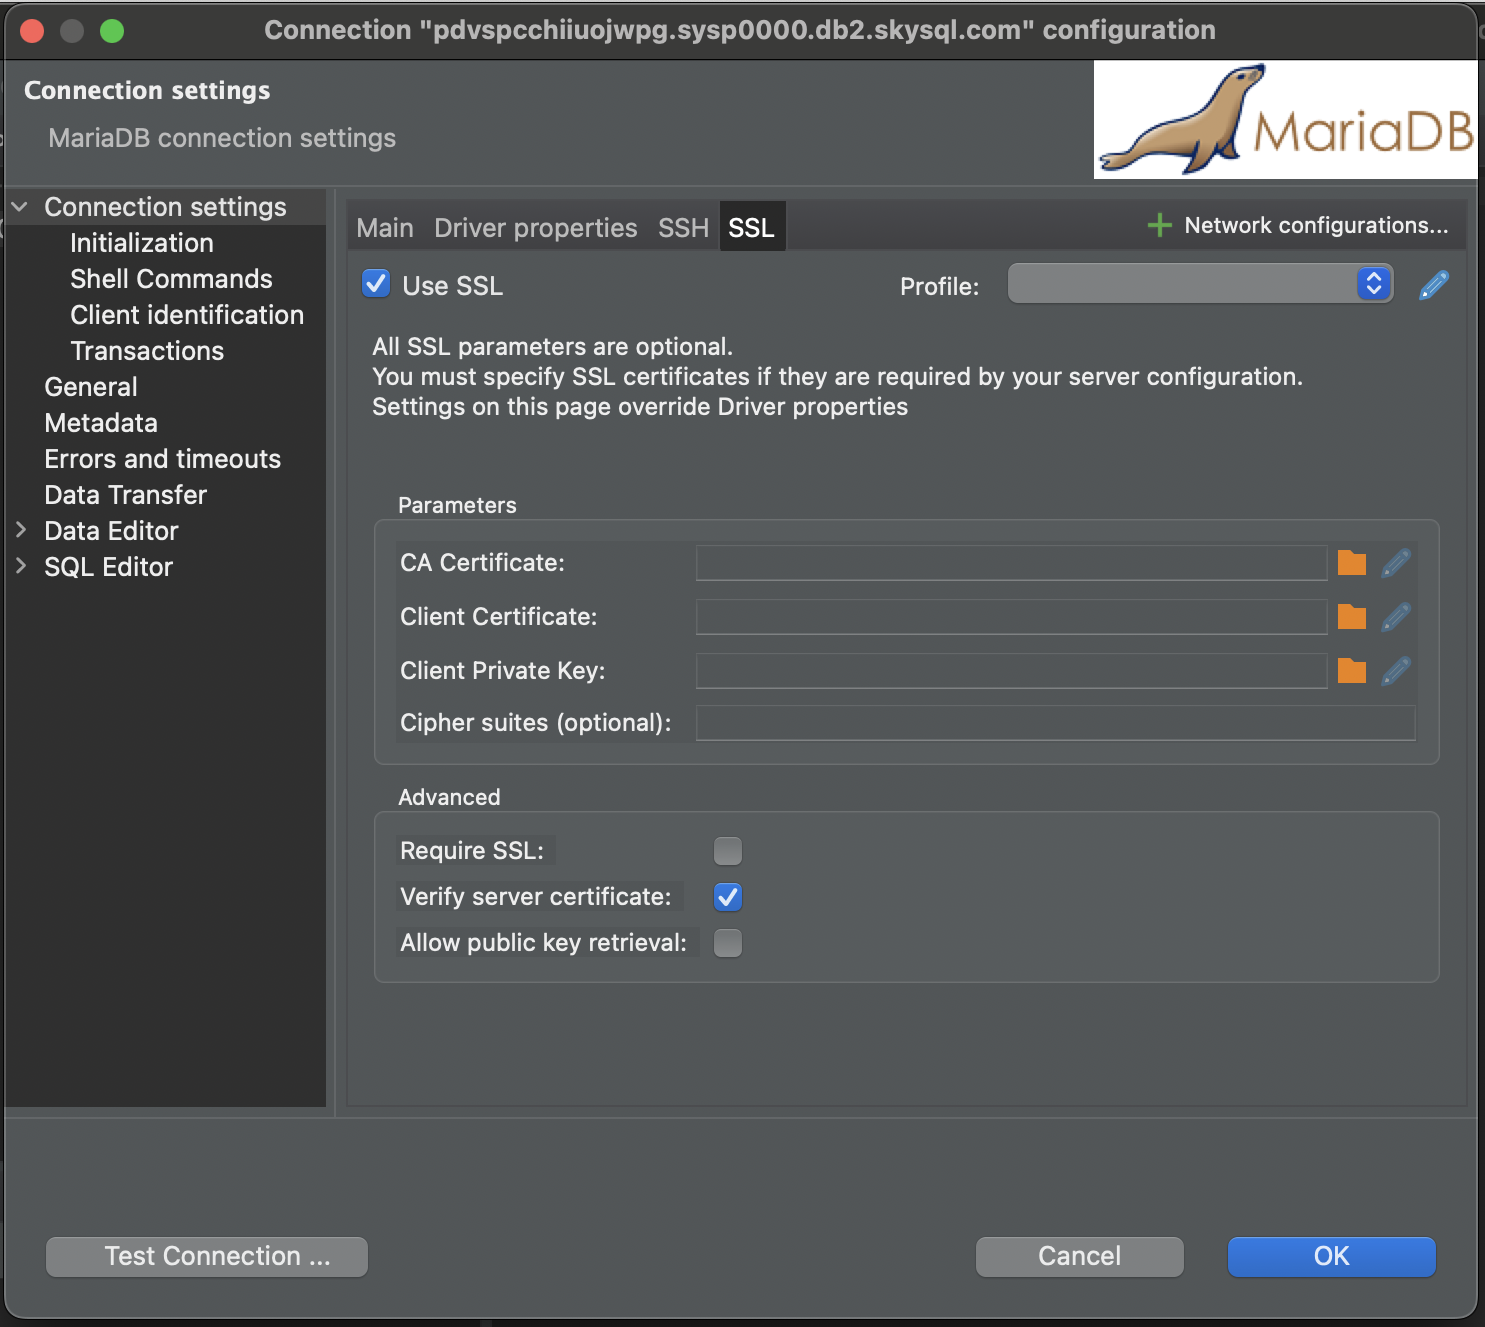 Connection "pdvspcchiiuojwpg.sysp0000.db2.skysql.com" configuration
Connection settings
MariaDB connection settings
MariaDB
Connection settings
Initialization
Shell Commands
Client identification
Transactions
General
Metadata
Errors and timeouts
Data Transfer
Data Editor
SQL Editor
Main Driver properties SSH SSL
Network configurations...
Use SSL
Profile:
All SSL parameters are optional.
You must specify SSL certificates if they are required by your server configuration.
Settings on this page override Driver properties
Parameters
CA Certificate:
Client Certificate:
Client Private Key:
Cipher suites (optional):
Advanced
Require SSL:
Verify server certificate:
Allow public key retrieval:
Test Connection ...
Cancel
OK